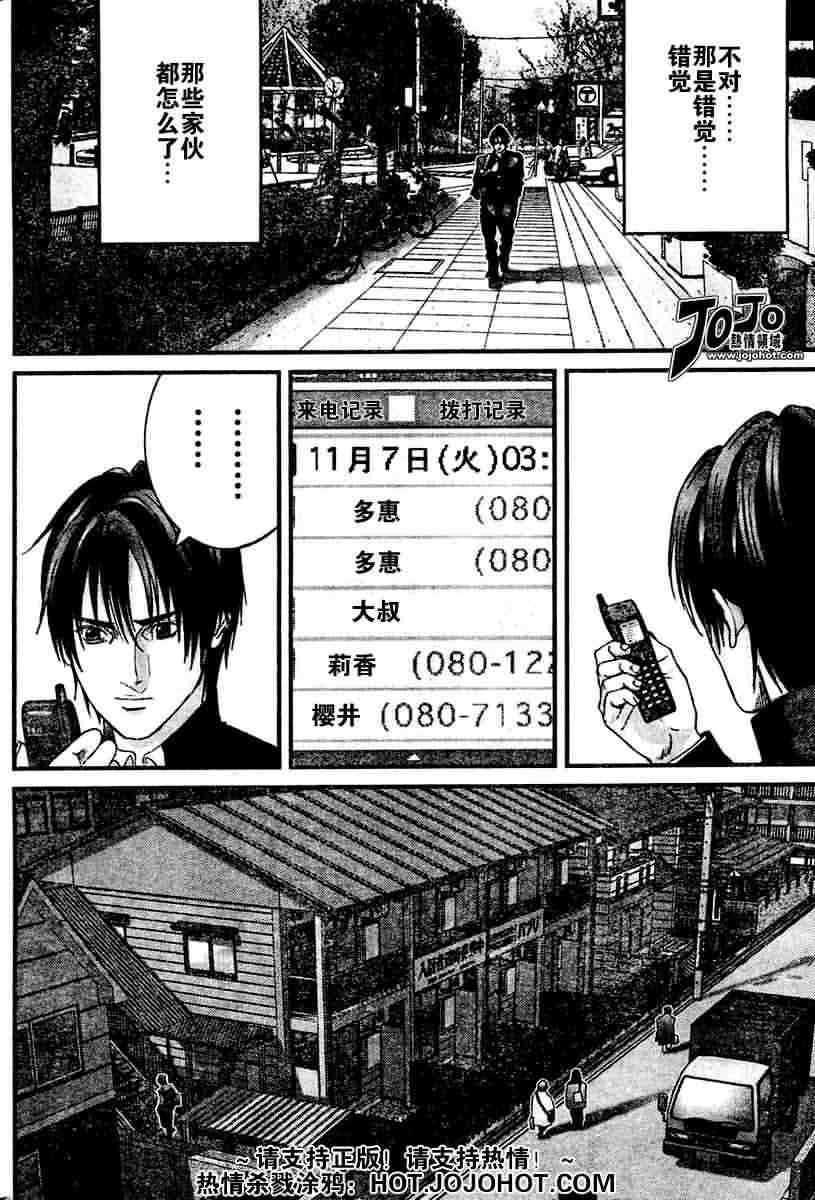 不对……
那是错觉……
错觉
那些家伙
都怎么了…
JOJO
熱情領域
www.jojohot.com
来电记录 拨打记录
11月7日(火)03:
多惠 (080
多惠 (080
大叔
莉香 (080-122
樱井 (080-7133
……
……
~请支持正版! 请支持热情! ~
热情杀戮涂鸦: HOT.JOJOHOT.COM